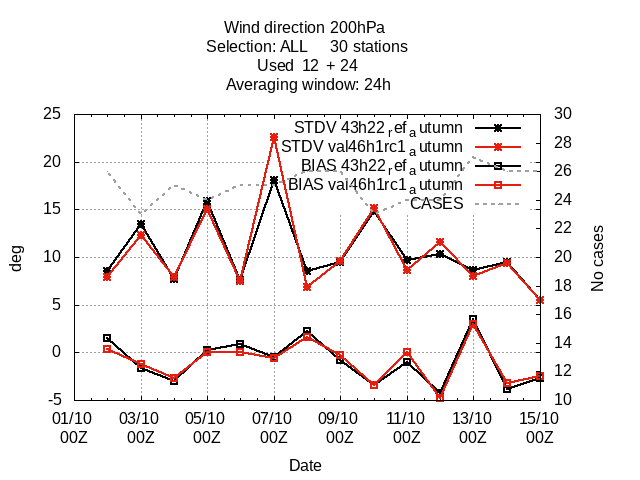 Wind direction 200hPa
Selection: ALL 30 stations
Used 12 + 24
Averaging window: 24h
STDV 43h22_ref_autumn
STDV val46h1rc1_autumn
BIAS 43h22_ref_autumn
BIAS val46h1rc1_autumn
CASES
25
20
15
10
5
0
-5
deg
30
28
26
24
22
20
18
16
14
12
10
No cases
01/10 03/10 05/10 07/10 09/10 11/10 13/10 15/10
00Z 00Z 00Z 00Z 00Z 00Z 00Z 00Z
Date